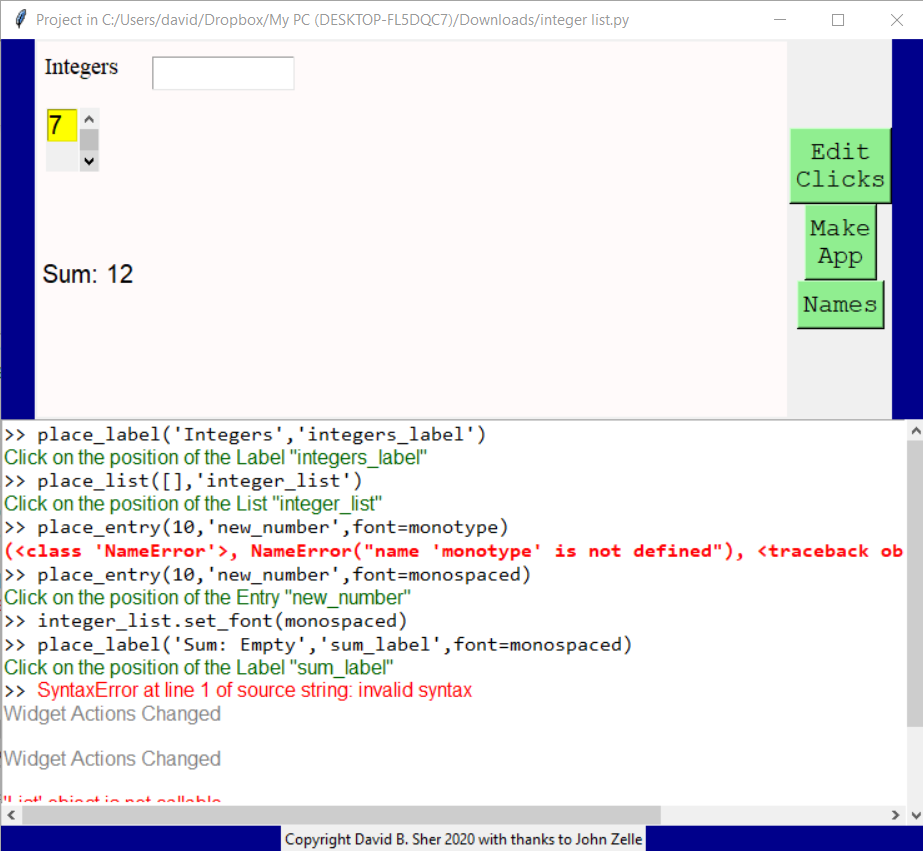 Project in C:/Users/david/Dropbox/My PC (DESKTOP-FL5DQC7)/Downloads/integer list.py
Integers
7
Sum: 12
Edit
Clicks
Make
App
Names
>> place_label('Integers','integers_label')
Click on the position of the Label "integers_label"
>> place_list([],'integer_list')
Click on the position of the List "integer_list"
>> place_entry(10,'new_number',font=monotype)
(<class 'NameError'>, NameError("name 'monotype' is not defined"), <traceback ob
>> place_entry(10,'new_number',font=monospaced)
Click on the position of the Entry "new_number"
>> integer_list.set_font(monospaced)
>> place_label('Sum: Empty','sum_label',font=monospaced)
Click on the position of the Label "sum_label"
>> SyntaxError at line 1 of source string: invalid syntax
Widget Actions Changed
Widget Actions Changed
'List' object is not callable
Copyright David B. Sher 2020 with thanks to John Zelle